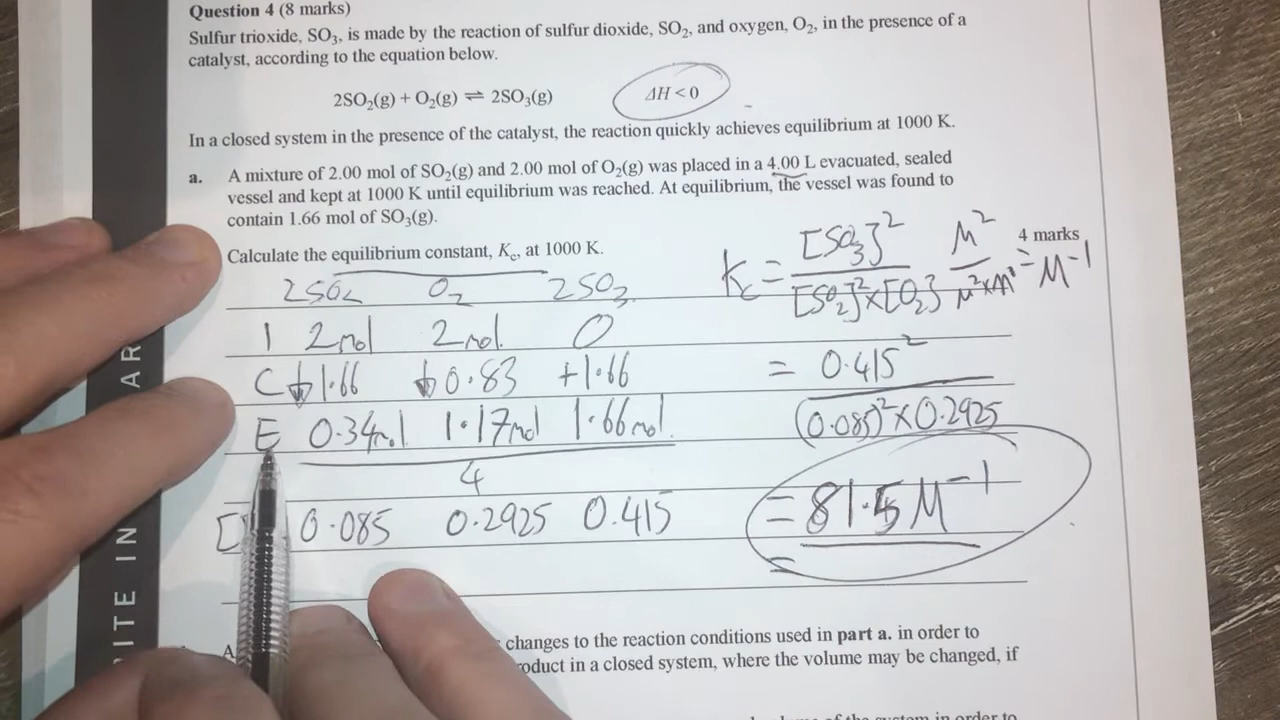 Question 4 (8 marks)
Sulfur trioxide, SO₃, is made by the reaction of sulfur dioxide, SO₂, and oxygen, O₂, in the presence of a
catalyst, according to the equation below.
2SO₂(g) + O₂(g) ⇌ 2SO₃(g) ΔH < 0
In a closed system in the presence of the catalyst, the reaction quickly achieves equilibrium at 1000 K.
a. A mixture of 2.00 mol of SO₂(g) and 2.00 mol of O₂(g) was placed in a 4.00 L evacuated, sealed
vessel and kept at 1000 K until equilibrium was reached. At equilibrium, the vessel was found to
contain 1.66 mol of SO₃(g).
Calculate the equilibrium constant, Kc, at 1000 K.
4 marks
2SO₂ O₂ 2SO₃
I 2mol 2mol 0
C ↓1.66 ↓0.83 +1.66
E 0.34mol 1.17mol 1.66mol
4
[ 0.085 0.2925 0.415
Kc = [SO₃]² / [SO₂]² × [O₂] M² / M² × M¹ = M⁻¹
= 0.415² / (0.085)² × 0.2925
= 81.5 M⁻¹
changes to the reaction conditions used in part a. in order to
oduct in a closed system, where the volume may be changed, if
in order to
ITE IN
AR